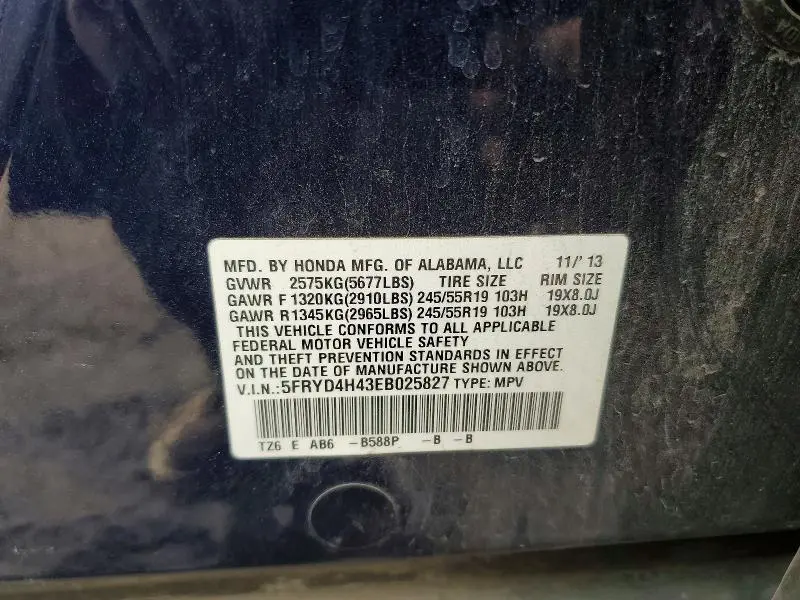 MFD. BY HONDA MFG. OF ALABAMA, LLC 11/' 13
GVWR 2575KG(5677LBS) TIRE SIZE RIM SIZE
GAWR F 1320KG(2910LBS) 245/55R19 103H 19X8.0J
GAWR R1345KG(2965LBS) 245/55R19 103H 19X8.0J
THIS VEHICLE CONFORMS TO ALL APPLICABLE
FEDERAL MOTOR VEHICLE SAFETY
AND THEFT PREVENTION STANDARDS IN EFFECT
ON THE DATE OF MANUFACTURE SHOWN ABOVE.
V.I.N.:5FRYD4H43EB025827 TYPE: MPV
TZ6 E AB6 -B588P -B -B